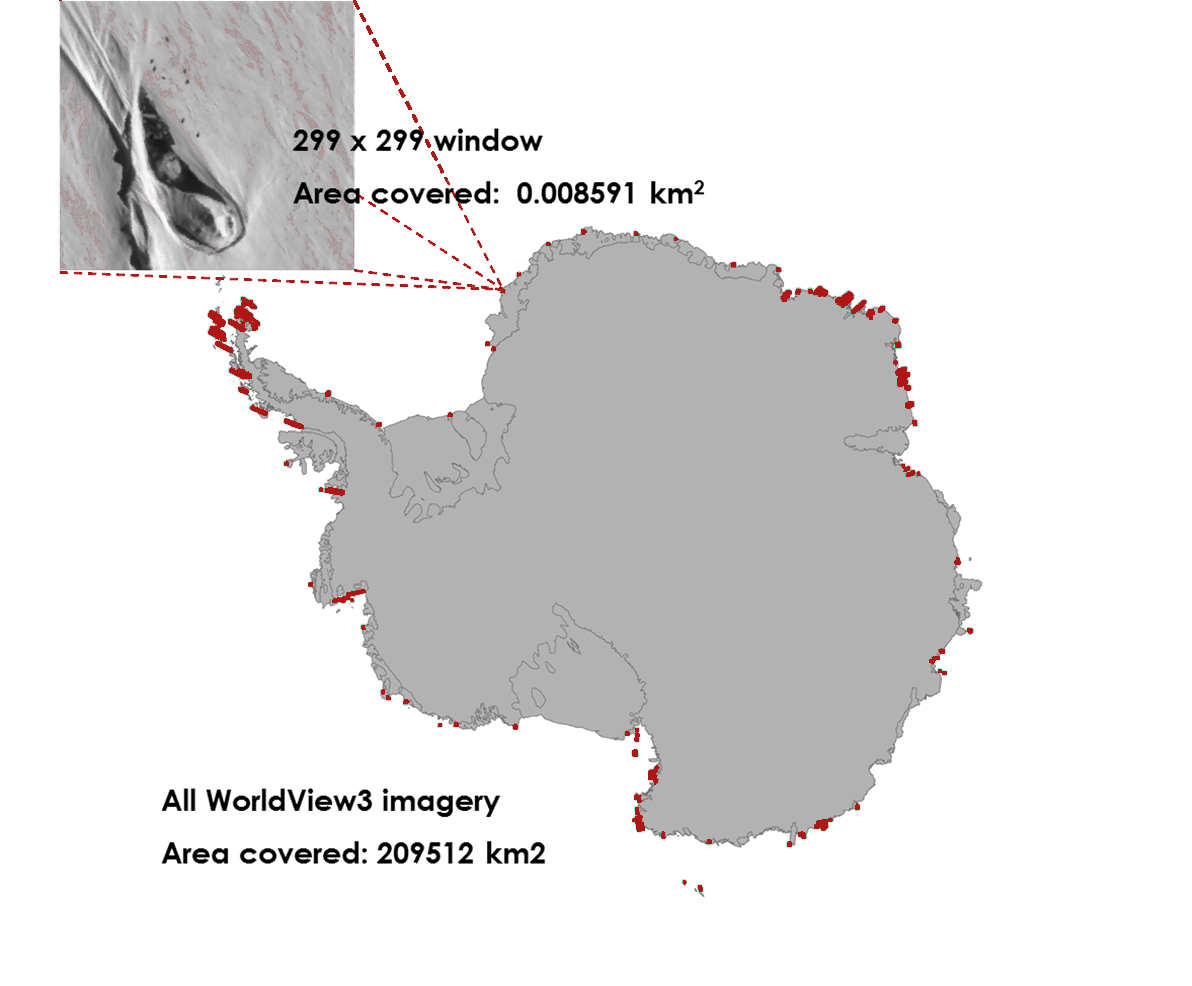 299 x 299 window
Area covered: 0.008591 km²
All WorldView3 imagery
Area covered: 209512 km2